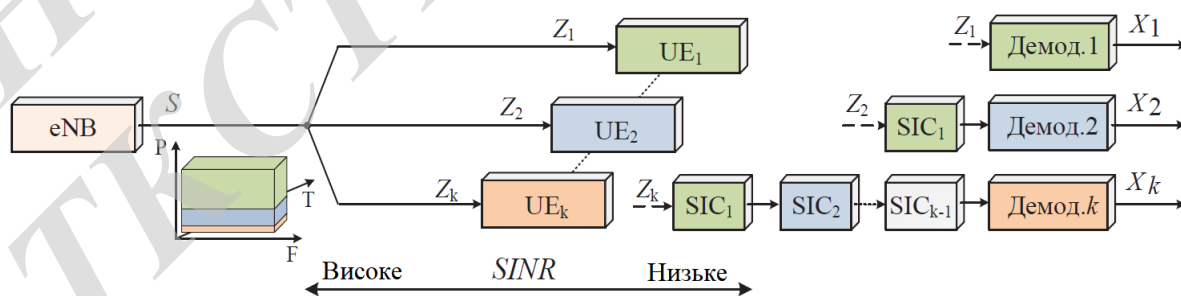 Z1
UE1
Z1
Демод.1
X1
eNB
S
Z2
UE2
Z2
SIC1
Демод.2
X2
P
T
F
Zk
UEk
Zk
SIC1
SIC2
SICk-1
Демод.k
Xk
Високе
SINR
Низьке
ТКСТ